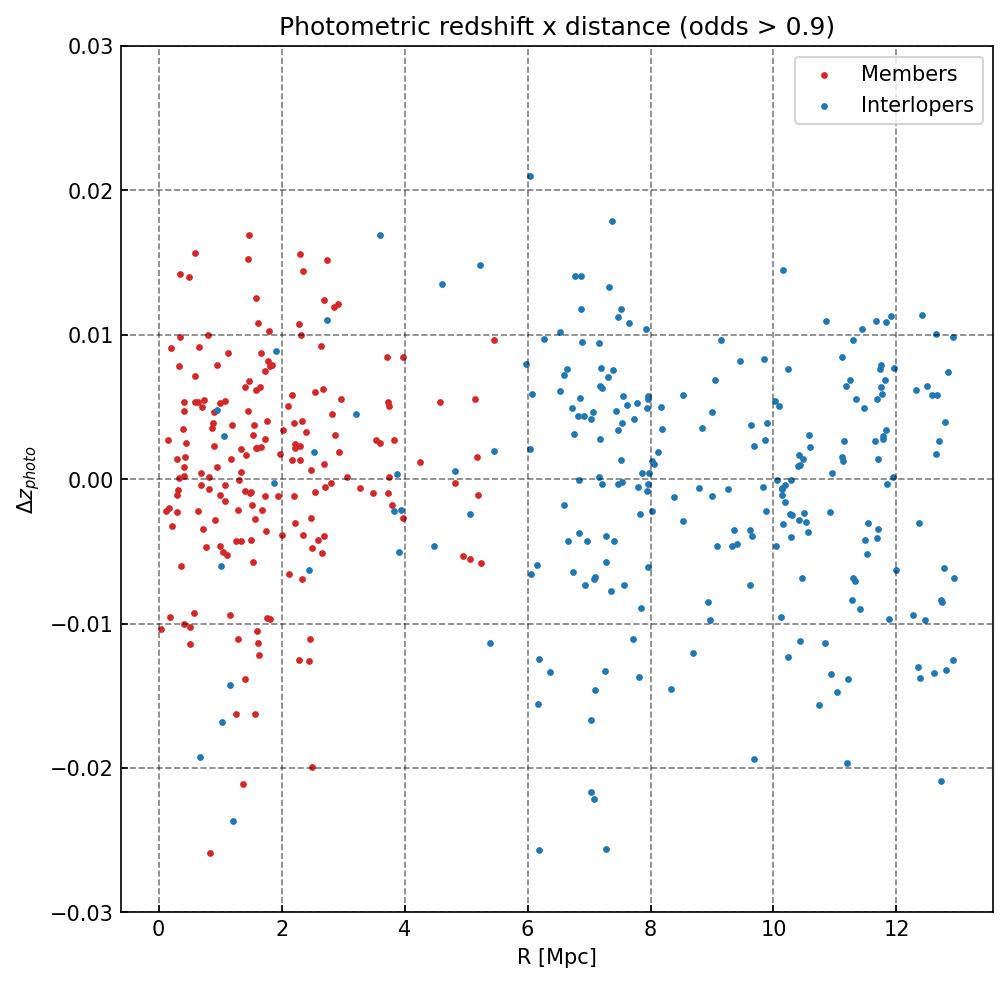 Photometric redshift x distance (odds > 0.9)
Members
Interlopers
0.03
0.02
0.01
0.00
−0.01
−0.02
−0.03
Δz_photo
0 2 4 6 8 10 12
R [Mpc]